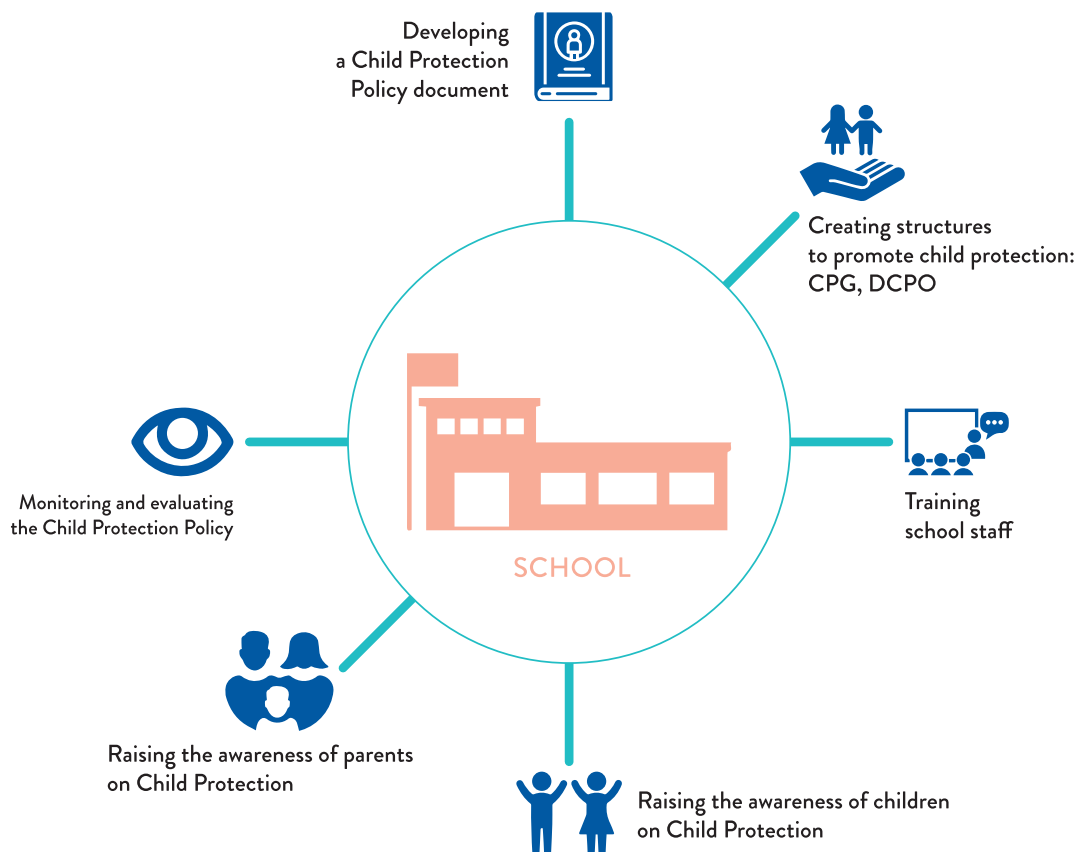 Developing
a Child Protection
Policy document
Creating structures
to promote child protection:
CPG, DCPO
Training
school staff
Raising the awareness of children
on Child Protection
Raising the awareness of parents
on Child Protection
Monitoring and evaluating
the Child Protection Policy
SCHOOL